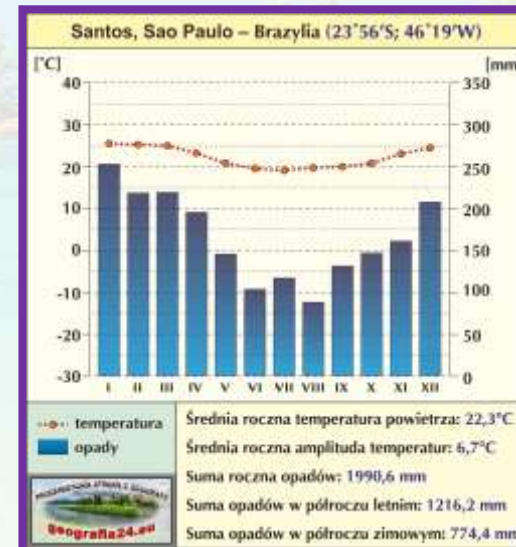 Santos, Sao Paulo – Brazylia (23°56'S; 46°19'W)
[°C] [mm]
40 350
30 300
20 250
10 200
0 150
-10 100
-20 50
-30 0
I II III IV V VI VII VIII IX X XI XII
temperatura
opady
Średnia roczna temperatura powietrza: 22,3°C
Średnia roczna amplituda temperatur: 6,7°C
Suma roczna opadów: 1990,6 mm
Suma opadów w półroczu letnim: 1216,2 mm
Suma opadów w półroczu zimowym: 774,4 mm
geografia24.eu